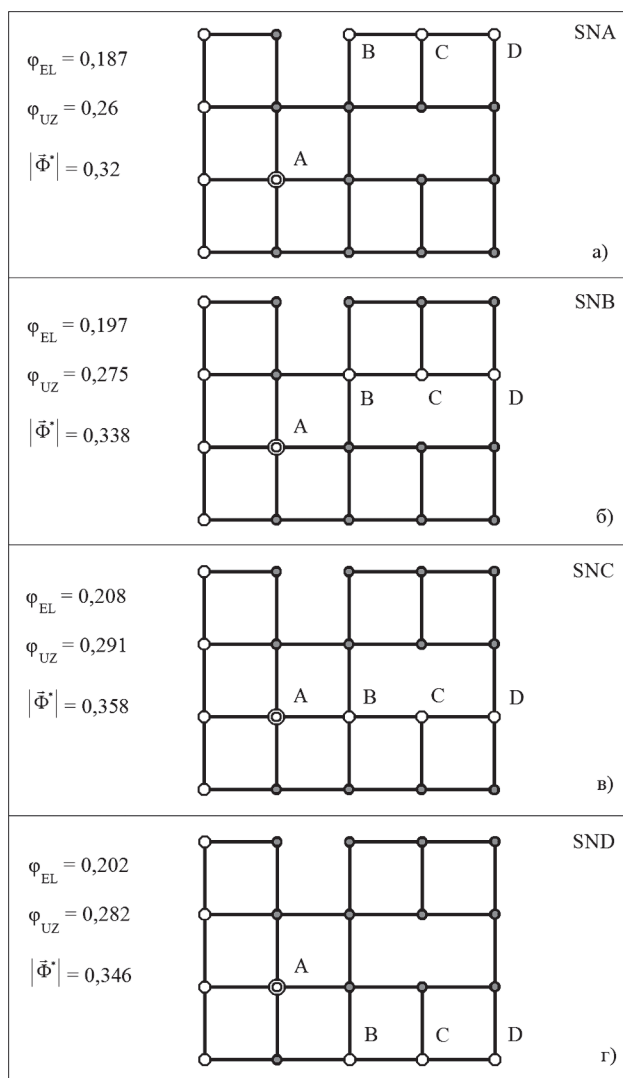 SNA
φEL = 0,187
φUZ = 0,26
|Φ⃗*| = 0,32
B C D
A
а)
SNB
φEL = 0,197
φUZ = 0,275
|Φ⃗*| = 0,338
B C D
A
б)
SNC
φEL = 0,208
φUZ = 0,291
|Φ⃗*| = 0,358
A B C D
в)
SND
φEL = 0,202
φUZ = 0,282
|Φ⃗*| = 0,346
A
B C D
г)